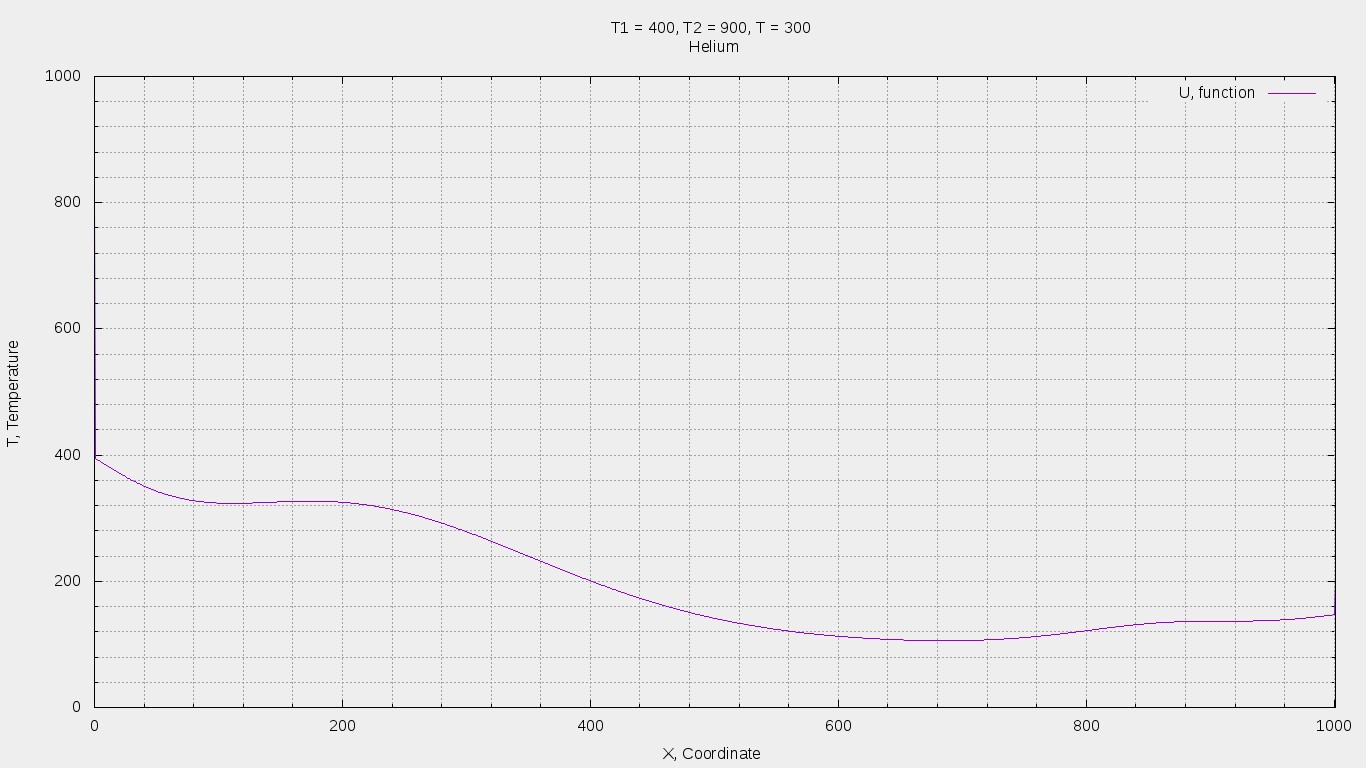 T1 = 400, T2 = 900, T = 300
Helium
U, function
1000
800
600
400
200
0
T, Temperature
0 200 400 600 800 1000
X, Coordinate